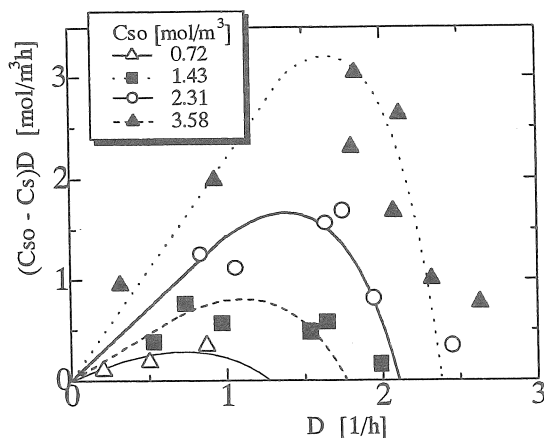 Cso [mol/m³]
0.72
1.43
2.31
3.58
(Cso - Cs)D [mol/m³h]
3
2
1
0
0 1 2 3
D [1/h]